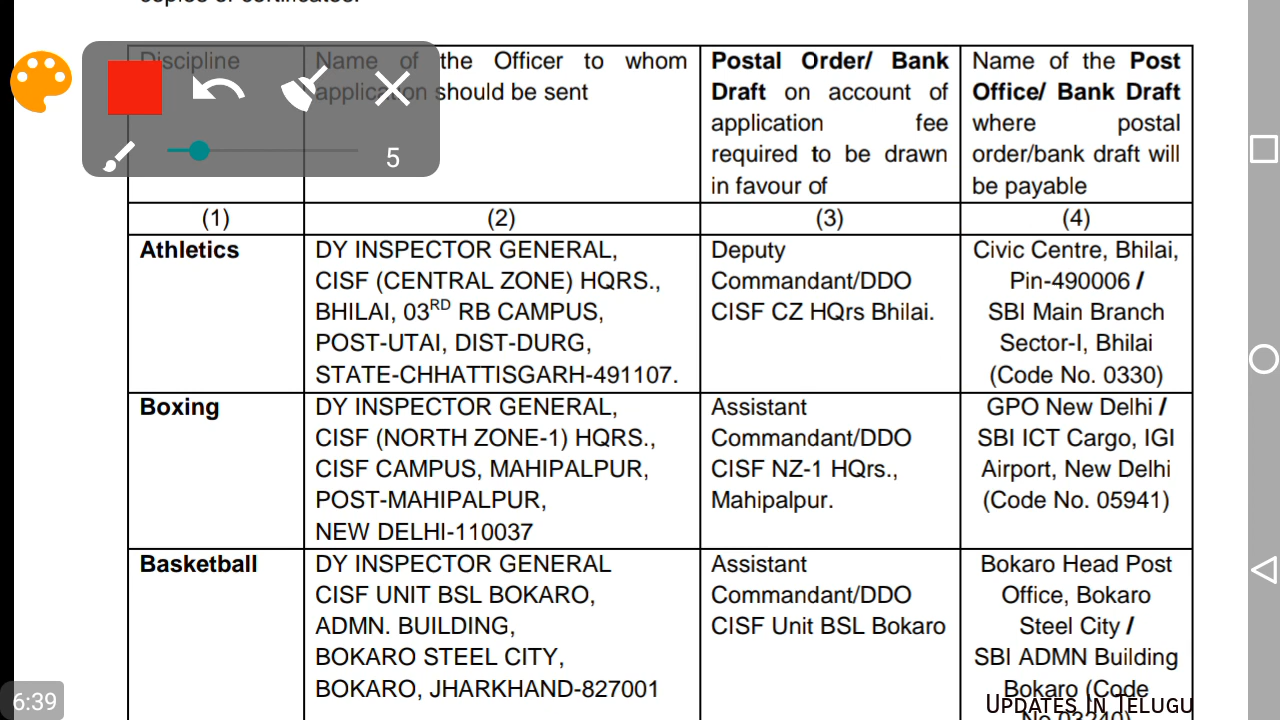 copies of certificates.
Discipline
Name of the Officer to whom
application should be sent
Postal Order/ Bank
Draft on account of
application fee
required to be drawn
in favour of
Name of the Post
Office/ Bank Draft
where postal
order/bank draft will
be payable
(1)
(2)
(3)
(4)
Athletics
DY INSPECTOR GENERAL,
CISF (CENTRAL ZONE) HQRS.,
BHILAI, 03RD RB CAMPUS,
POST-UTAI, DIST-DURG,
STATE-CHHATTISGARH-491107.
Deputy
Commandant/DDO
CISF CZ HQrs Bhilai.
Civic Centre, Bhilai,
Pin-490006 /
SBI Main Branch
Sector-I, Bhilai
(Code No. 0330)
Boxing
DY INSPECTOR GENERAL,
CISF (NORTH ZONE-1) HQRS.,
CISF CAMPUS, MAHIPALPUR,
POST-MAHIPALPUR,
NEW DELHI-110037
Assistant
Commandant/DDO
CISF NZ-1 HQrs.,
Mahipalpur.
GPO New Delhi /
SBI ICT Cargo, IGI
Airport, New Delhi
(Code No. 05941)
Basketball
DY INSPECTOR GENERAL
CISF UNIT BSL BOKARO,
ADMN. BUILDING,
BOKARO STEEL CITY,
BOKARO, JHARKHAND-827001
Assistant
Commandant/DDO
CISF Unit BSL Bokaro
Bokaro Head Post
Office, Bokaro
Steel City /
SBI ADMN Building
Bokaro (Code
No.03240)
5
6:39
Updates In Telugu